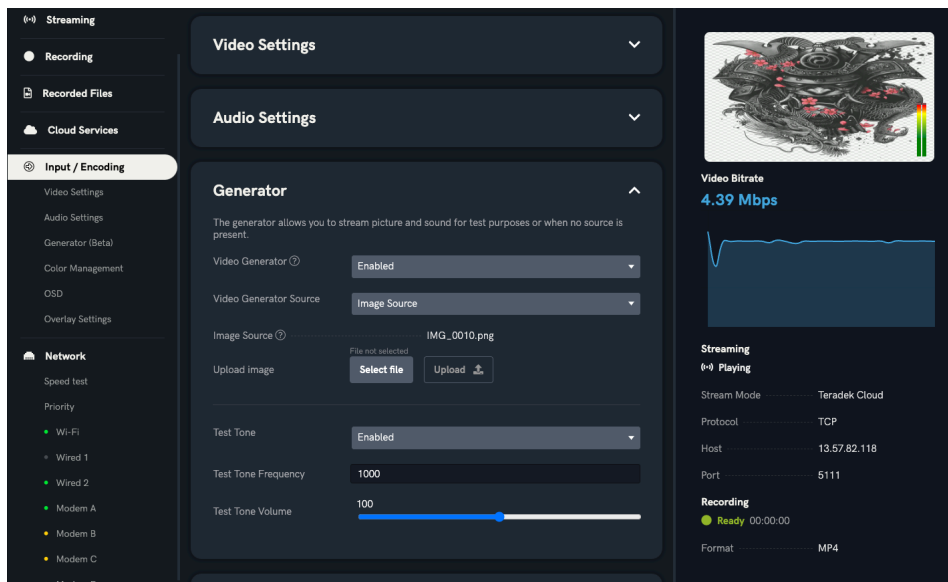 Streaming
Recording
Recorded Files
Cloud Services
Input / Encoding
Video Settings
Audio Settings
Generator (Beta)
Color Management
OSD
Overlay Settings
Network
Speed test
Priority
Wi-Fi
Wired 1
Wired 2
Modem A
Modem B
Modem C
Video Settings
Audio Settings
Generator
The generator allows you to stream picture and sound for test purposes or when no source is
present.
Video Generator ?
Enabled
Video Generator Source
Image Source
Image Source ?
IMG_0010.png
File not selected
Upload image
Select file
Upload
Test Tone
Enabled
Test Tone Frequency
1000
Test Tone Volume
100
Video Bitrate
4.39 Mbps
Streaming
Playing
Stream Mode
Teradek Cloud
Protocol
TCP
Host
13.57.82.118
Port
5111
Recording
Ready 00:00:00
Format
MP4